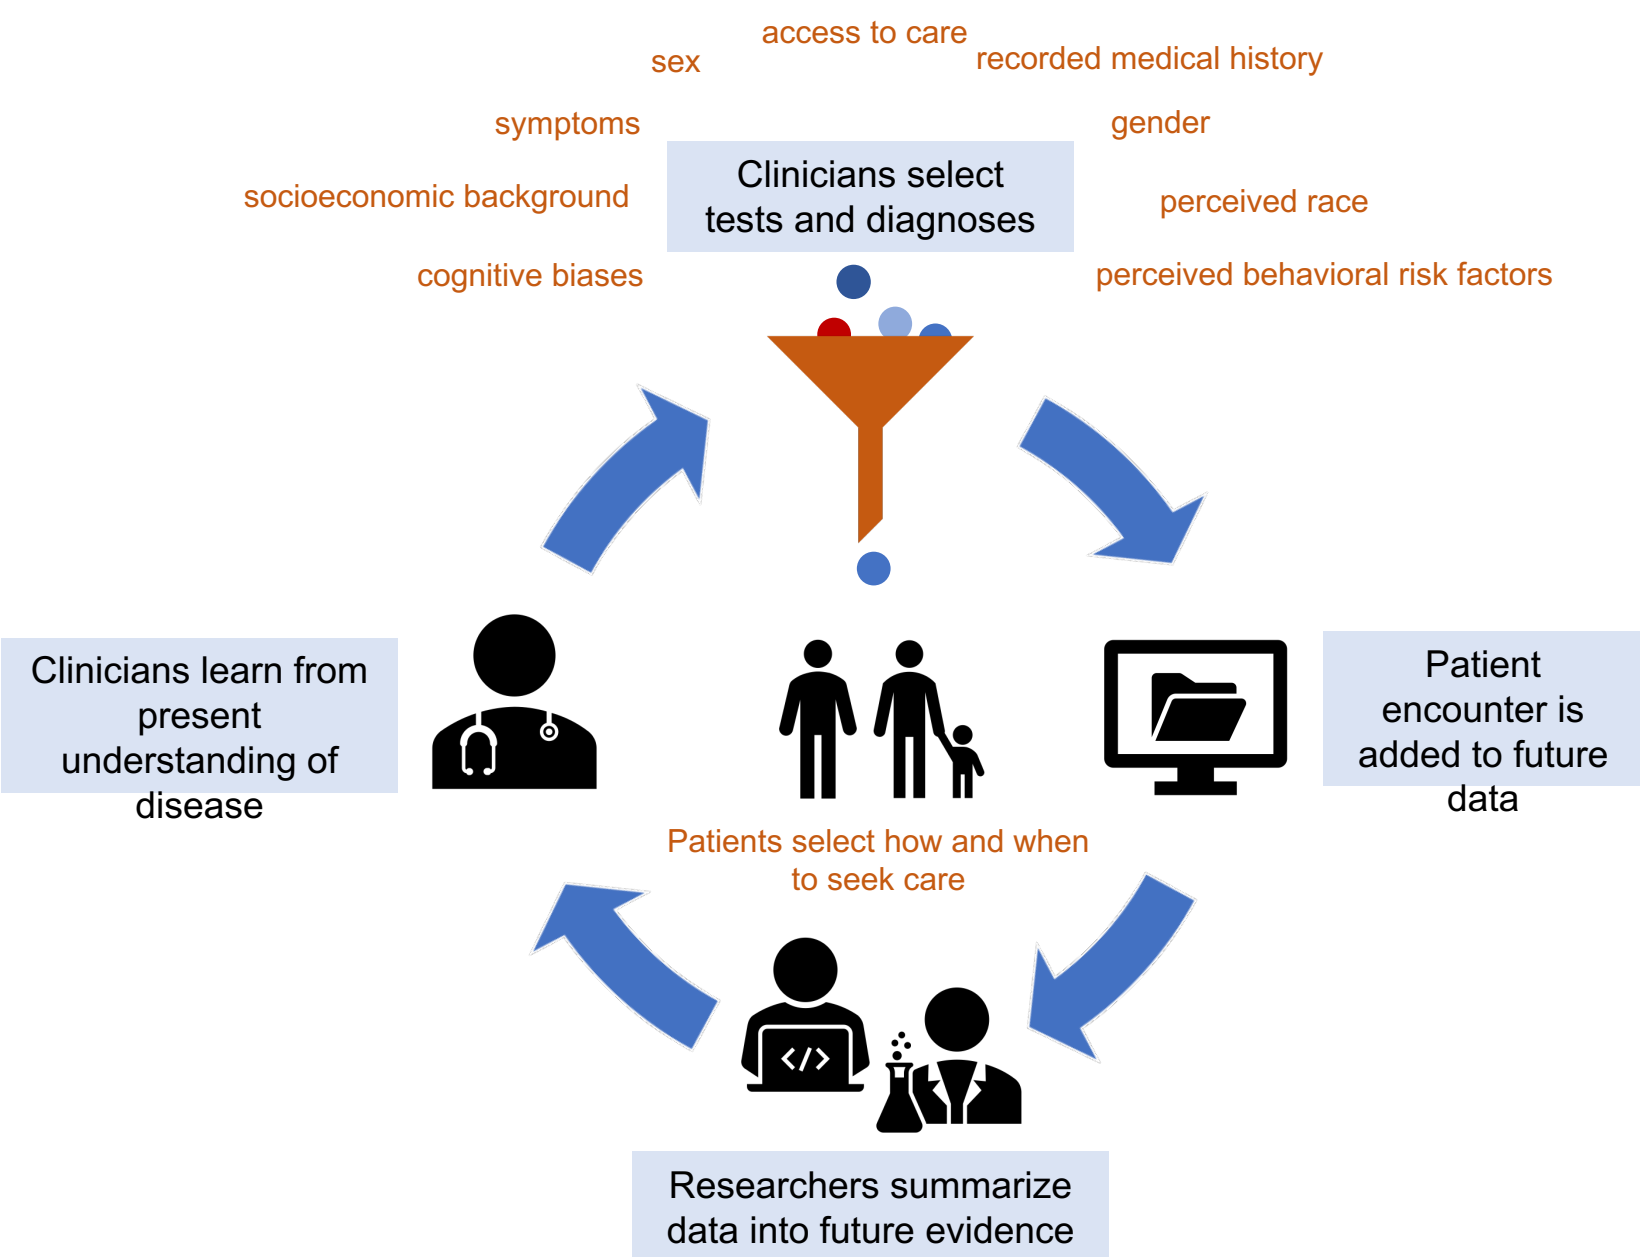 access to care
sex
recorded medical history
symptoms
gender
Clinicians select
tests and diagnoses
socioeconomic background
perceived race
cognitive biases
perceived behavioral risk factors
Clinicians learn from
present
understanding of
disease
Patient
encounter is
added to future
data
Patients select how and when
to seek care
</>
Researchers summarize
data into future evidence